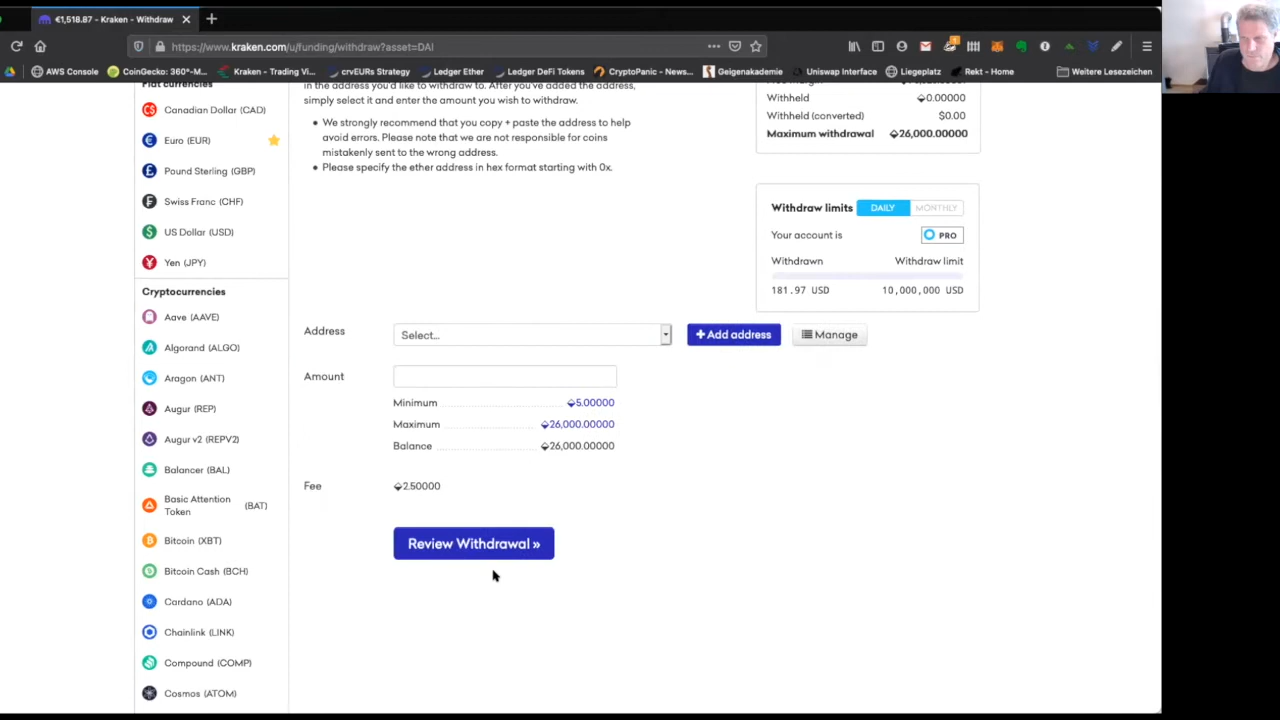 €1,518.87 - Kraken - Withdraw
https://www.kraken.com/u/funding/withdraw?asset=DAI
AWS Console
CoinGecko: 360°-M...
Kraken - Trading Vi...
crvEURs Strategy
Ledger Ether
Ledger DeFi Tokens
CryptoPanic - News...
Geigenakademie
Uniswap Interface
Liegeplatz
Rekt - Home
Weitere Lesezeichen
Fiat currencies
Canadian Dollar (CAD)
Euro (EUR)
Pound Sterling (GBP)
Swiss Franc (CHF)
US Dollar (USD)
Yen (JPY)
Cryptocurrencies
Aave (AAVE)
Algorand (ALGO)
Aragon (ANT)
Augur (REP)
Augur v2 (REPV2)
Balancer (BAL)
Basic Attention
Token (BAT)
Bitcoin (XBT)
Bitcoin Cash (BCH)
Cardano (ADA)
Chainlink (LINK)
Compound (COMP)
Cosmos (ATOM)
in the address you'd like to withdraw to. After you've added the address,
simply select it and enter the amount you wish to withdraw.
We strongly recommend that you copy + paste the address to help
avoid errors. Please note that we are not responsible for coins
mistakenly sent to the wrong address.
Please specify the ether address in hex format starting with 0x.
Withheld 0.00000
Withheld (converted) $0.00
Maximum withdrawal 26,000.00000
Withdraw limits DAILY MONTHLY
Your account is PRO
Withdrawn Withdraw limit
181.97 USD 10,000,000 USD
Address Select... + Add address Manage
Amount
Minimum 5.00000
Maximum 26,000.00000
Balance 26,000.00000
Fee 2.50000
Review Withdrawal »